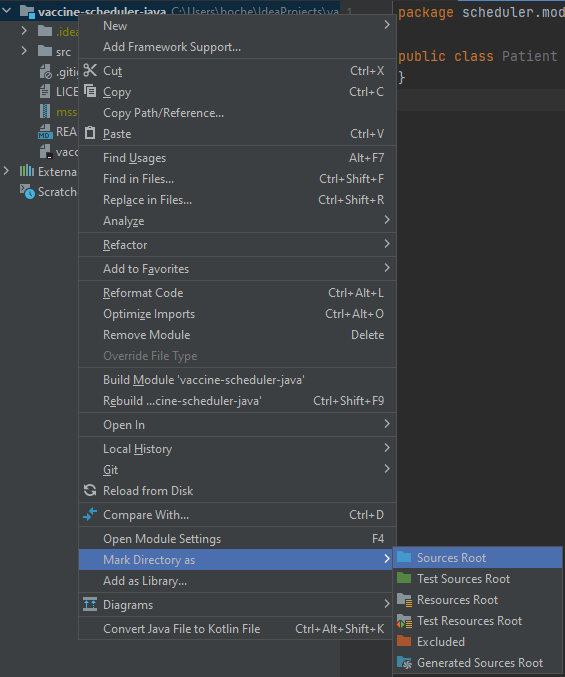 vaccine-scheduler-java C:\Users\boche\IdeaProjects\va 1 package scheduler.mod
.idea
src
.gitig
LICE
mss
REA
vacc
Externa
Scratch
public class Patient
}
New
Add Framework Support...
Cut Ctrl+X
Copy Ctrl+C
Copy Path/Reference...
Paste Ctrl+V
Find Usages Alt+F7
Find in Files... Ctrl+Shift+F
Replace in Files... Ctrl+Shift+R
Analyze
Refactor
Add to Favorites
Reformat Code Ctrl+Alt+L
Optimize Imports Ctrl+Alt+O
Remove Module Delete
Override File Type
Build Module 'vaccine-scheduler-java'
Rebuild ...cine-scheduler-java' Ctrl+Shift+F9
Open In
Local History
Git
Reload from Disk
Compare With... Ctrl+D
Open Module Settings F4
Mark Directory as
Add as Library...
Diagrams
Convert Java File to Kotlin File Ctrl+Alt+Shift+K
Sources Root
Test Sources Root
Resources Root
Test Resources Root
Excluded
Generated Sources Root